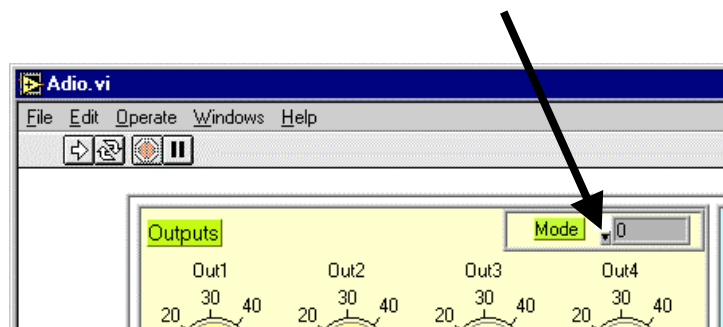 Adio.vi
File Edit Operate Windows Help
Outputs Mode 0
Out1 Out2 Out3 Out4
20 30 40 20 30 40 20 30 40 20 30 40